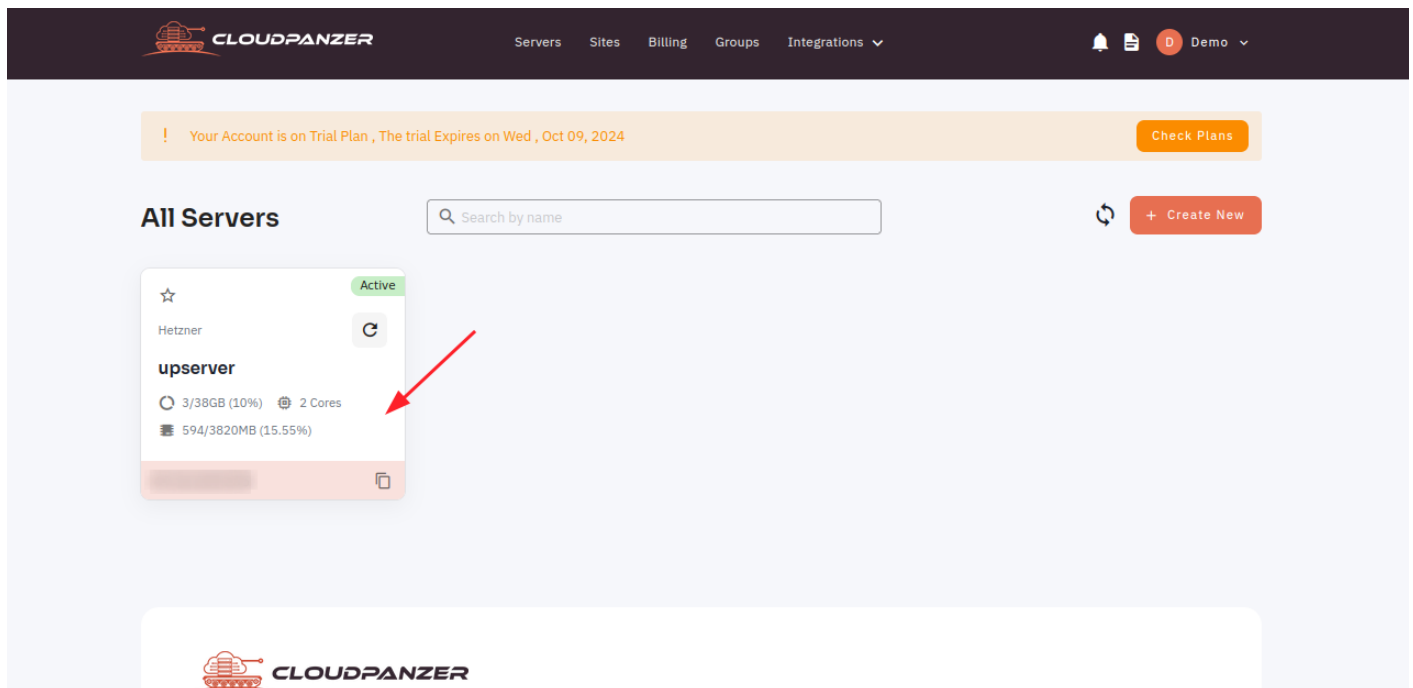 CLOUDPANZER
Servers Sites Billing Groups Integrations
D Demo
! Your Account is on Trial Plan , The trial Expires on Wed , Oct 09, 2024
Check Plans
All Servers
Search by name
+ Create New
Active
Hetzner
upserver
3/38GB (10%) 2 Cores
594/3820MB (15.55%)
CLOUDPANZER